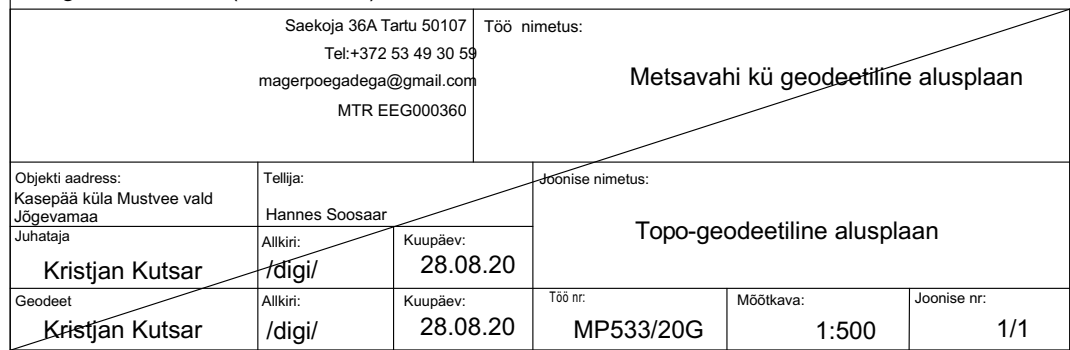 Saekoja 36A Tartu 50107
Tel:+372 53 49 30 59
magerpoegadega@gmail.com
MTR EEG000360
Töö nimetus:
Metsavahi kü geodeetiline alusplaan
Objekti aadress:
Kasepää küla Mustvee vald
Jõgevamaa
Tellija:
Hannes Soosaar
Joonise nimetus:
Topo-geodeetiline alusplaan
Juhataja
Kristjan Kutsar
Allkiri:
/digi/
Kuupäev:
28.08.20
Geodeet
Kristjan Kutsar
Allkiri:
/digi/
Kuupäev:
28.08.20
Töö nr:
MP533/20G
Mõõtkava:
1:500
Joonise nr:
1/1